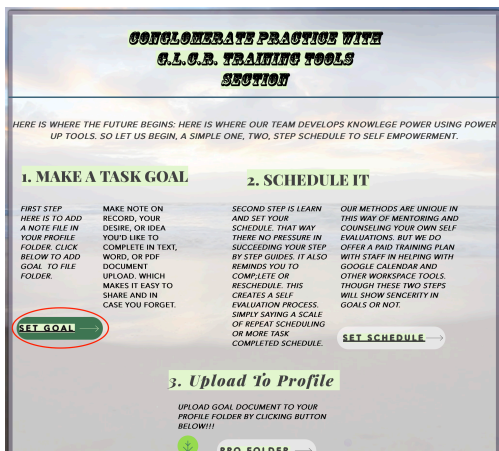 CONGLOMERATE PRACTICE WITH
G.L.C.R. TRAINING TOOLS
SECTION
HERE IS WHERE THE FUTURE BEGINS: HERE IS WHERE OUR TEAM DEVELOPS KNOWLEGE POWER USING POWER
UP TOOLS. SO LET US BEGIN, A SIMPLE ONE, TWO, STEP SCHEDULE TO SELF EMPOWERMENT.
1. MAKE A TASK GOAL
FIRST STEP
HERE IS TO ADD
A NOTE FILE IN
YOUR PROFILE
FOLDER. CLICK
BELOW TO ADD
GOAL TO FILE
FOLDER.
MAKE NOTE ON
RECORD, YOUR
DESIRE, OR IDEA
YOU'D LIKE TO
COMPLETE IN TEXT,
WORD, OR PDF
DOCUMENT
UPLOAD. WHICH
MAKES IT EASY TO
SHARE AND IN
CASE YOU FORGET.
SET GOAL
2. SCHEDULE IT
SECOND STEP IS LEARN
AND SET YOUR
SCHEDULE. THAT WAY
THERE NO PRESSURE IN
SUCCEEDING YOUR STEP
BY STEP GUIDES. IT ALSO
REMINDS YOU TO
COMP;LETE OR
RESCHEDULE. THIS
CREATES A SELF
EVALUATION PROCESS.
SIMPLY SAYING A SCALE
OF REPEAT SCHEDULING
OR MORE TASK
COMPLETED SCHEDULE.
OUR METHODS ARE UNIQUE IN
THIS WAY OF MENTORING AND
COUNSELING YOUR OWN SELF
EVALUATIONS. BUT WE DO
OFFER A PAID TRAINING PLAN
WITH STAFF IN HELPING WITH
GOOGLE CALENDAR AND
OTHER WORKSPACE TOOLS.
THOUGH THESE TWO STEPS
WILL SHOW SENCERITY IN
GOALS OR NOT.
SET SCHEDULE
3. Upload To Profile
UPLOAD GOAL DOCUMENT TO YOUR
PROFILE FOLDER BY CLICKING BUTTON
BELOW!!!
PRO FOLDER